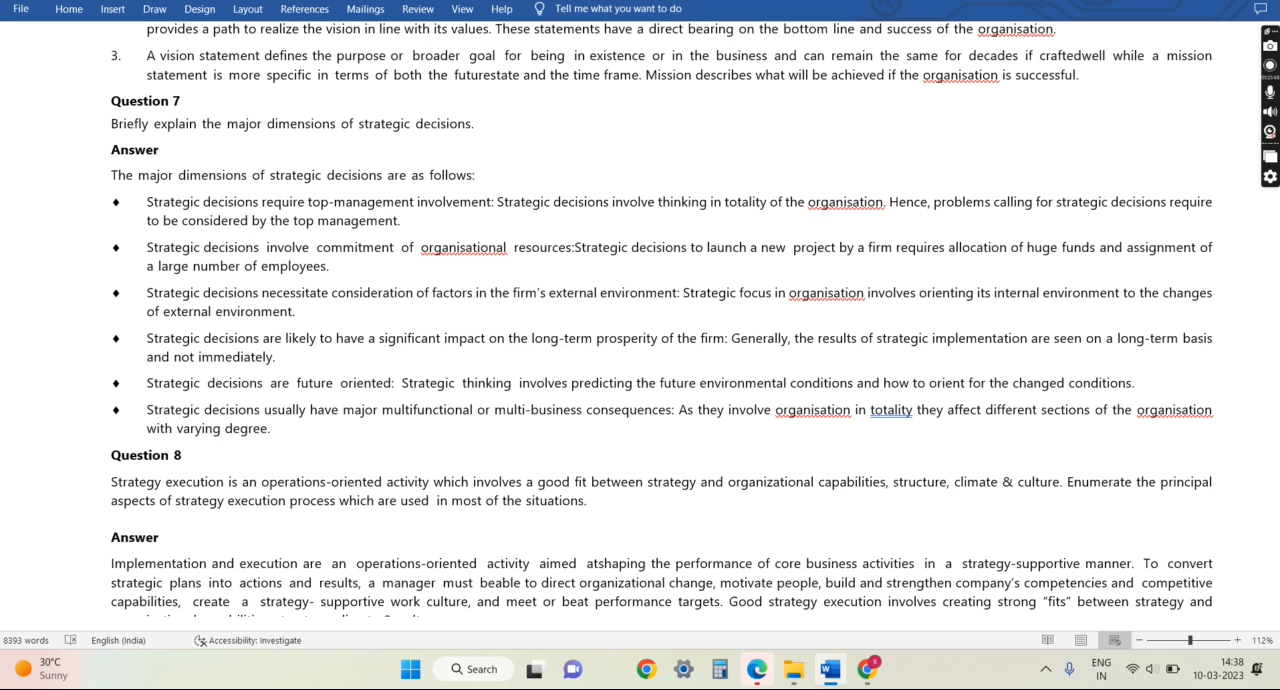 File Home Insert Draw Design Layout References Mailings Review View Help Tell me what you want to do
provides a path to realize the vision in line with its values. These statements have a direct bearing on the bottom line and success of the organisation.
3. A vision statement defines the purpose or broader goal for being in existence or in the business and can remain the same for decades if craftedwell while a mission
statement is more specific in terms of both the futurestate and the time frame. Mission describes what will be achieved if the organisation is successful.
Question 7
Briefly explain the major dimensions of strategic decisions.
Answer
The major dimensions of strategic decisions are as follows:
♦ Strategic decisions require top-management involvement: Strategic decisions involve thinking in totality of the organisation. Hence, problems calling for strategic decisions require
to be considered by the top management.
♦ Strategic decisions involve commitment of organisational resources:Strategic decisions to launch a new project by a firm requires allocation of huge funds and assignment of
a large number of employees.
♦ Strategic decisions necessitate consideration of factors in the firm's external environment: Strategic focus in organisation involves orienting its internal environment to the changes
of external environment.
♦ Strategic decisions are likely to have a significant impact on the long-term prosperity of the firm: Generally, the results of strategic implementation are seen on a long-term basis
and not immediately.
♦ Strategic decisions are future oriented: Strategic thinking involves predicting the future environmental conditions and how to orient for the changed conditions.
♦ Strategic decisions usually have major multifunctional or multi-business consequences: As they involve organisation in totality they affect different sections of the organisation
with varying degree.
Question 8
Strategy execution is an operations-oriented activity which involves a good fit between strategy and organizational capabilities, structure, climate & culture. Enumerate the principal
aspects of strategy execution process which are used in most of the situations.
Answer
Implementation and execution are an operations-oriented activity aimed atshaping the performance of core business activities in a strategy-supportive manner. To convert
strategic plans into actions and results, a manager must beable to direct organizational change, motivate people, build and strengthen company's competencies and competitive
capabilities, create a strategy- supportive work culture, and meet or beat performance targets. Good strategy execution involves creating strong "fits" between strategy and
8393 words English (India) Accessibility: Investigate 112%
30°C
Sunny
Search
5
ENG
IN
14:38
10-03-2023